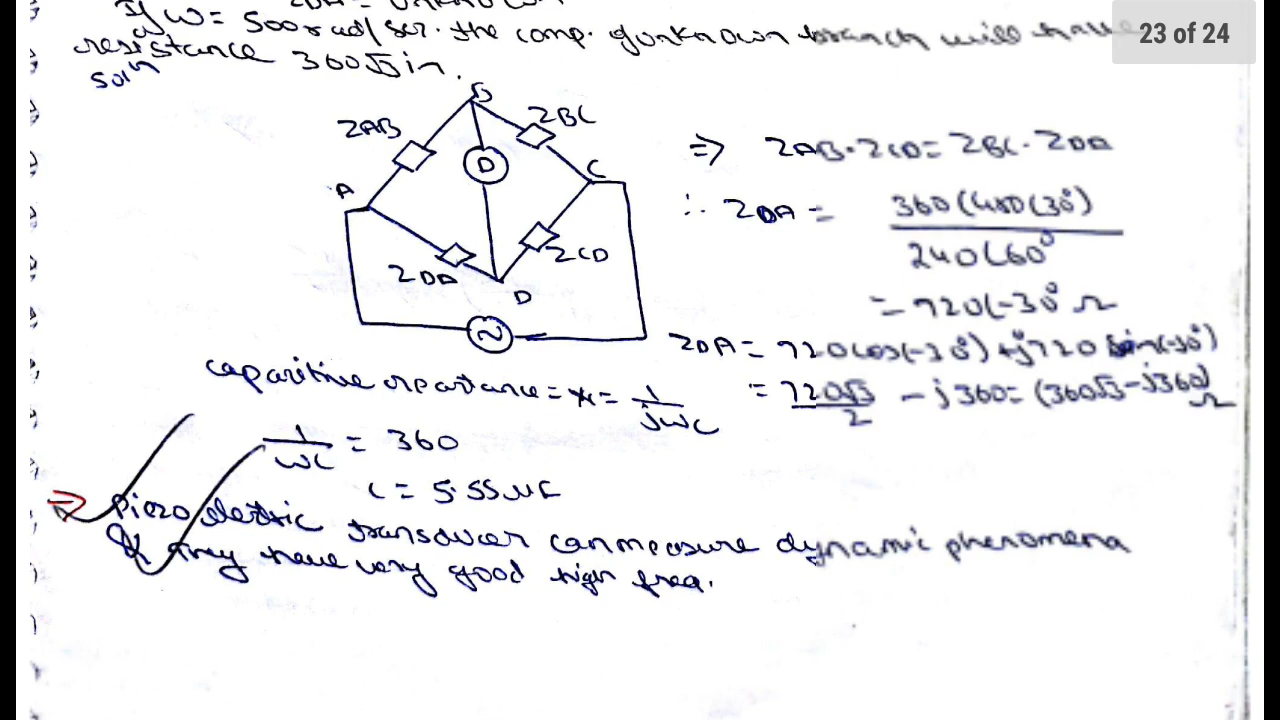 If ω = 500 rad/sec. the comp. of unknown branch will have
resistance 360√3 in.
Soln
23 of 24
B
ZAB
ZBC
D
A
C
ZDA
ZCD
D
~
⇒ ZAB·ZCD = ZBC·ZDA
∴ ZDA = 360(400(30°)
240(60°
= 720(-30° Ω
ZDA = 720cos(-30°) + j720 sin(-30°)
= 720√3/2 - j360 = (360√3 - j360) Ω
capacitive reactance = = 1/jωC
1/ωC = 360
C = 5.55 μF
⇒ Piezo electric transducer can measure dynamic phenomena
& they have very good high freq.